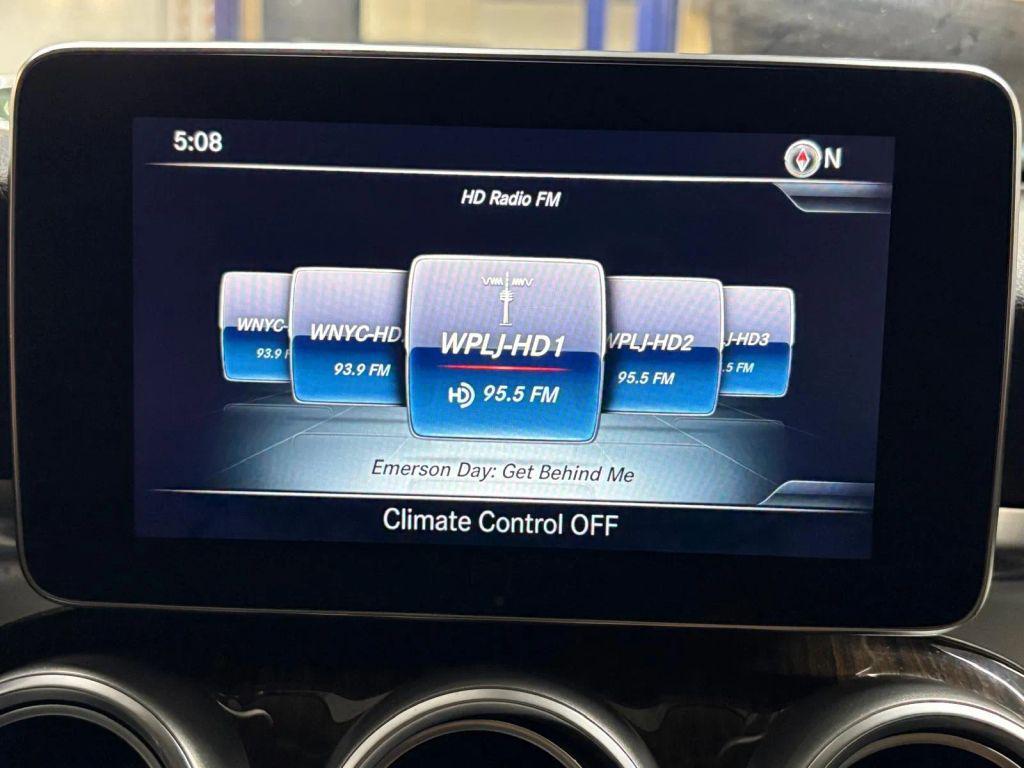 5:08
N
HD Radio FM
WNYC-
93.9 F
WNYC-HD
93.9 FM
WPLJ-HD1
HD 95.5 FM
WPLJ-HD2
95.5 FM
J-HD3
.5 FM
Emerson Day: Get Behind Me
Climate Control OFF